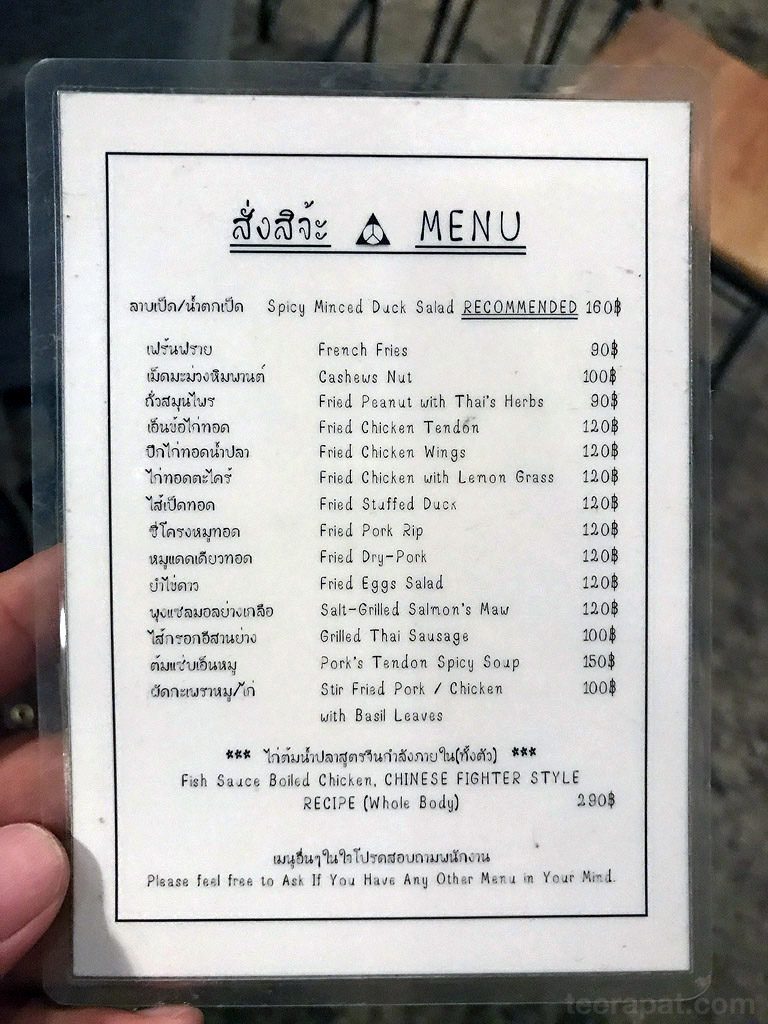 สั่งสิจ้ะ MENU
ลาบเป็ด/น้ำตกเป็ด Spicy Minced Duck Salad RECOMMENDED 160฿
เฟร้นฟราย French Fries 90฿
เม็ดมะม่วงหิมพานต์ Cashews Nut 100฿
ถั่วสมุนไพร Fried Peanut with Thai's Herbs 90฿
เอ็นข้อไก่ทอด Fried Chicken Tendon 120฿
ปีกไก่ทอดน้ำปลา Fried Chicken Wings 120฿
ไก่ทอดตะไคร้ Fried Chicken with Lemon Grass 120฿
ไส้เป็ดทอด Fried Stuffed Duck 120฿
ซี่โครงหมูทอด Fried Pork Rip 120฿
หมูแดดเดียวทอด Fried Dry-Pork 120฿
ยำไข่ดาว Fried Eggs Salad 120฿
พุงแซลมอลย่างเกลือ Salt-Grilled Salmon's Maw 120฿
ไส้กรอกอีสานย่าง Grilled Thai Sausage 100฿
ต้มแซ่บเอ็นหมู Pork's Tendon Spicy Soup 150฿
ผัดกะเพราหมู/ไก่ Stir Fried Pork / Chicken 100฿
with Basil Leaves
*** ไก่ต้มน้ำปลาสูตรจีนกำลังภายใน(ทั้งตัว) ***
Fish Sauce Boiled Chicken, CHINESE FIGHTER STYLE
RECIPE (Whole Body) 290฿
เมนูอื่นๆในใจโปรดสอบถามพนักงาน
Please feel free to Ask If You Have Any Other Menu in Your Mind.
teerapat.com